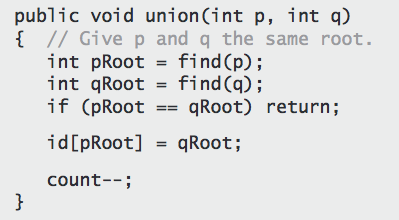 public void union(int p, int q)
{  // Give p and q the same root.
   int pRoot = find(p);
   int qRoot = find(q);
   if (pRoot == qRoot) return;
   id[pRoot] = qRoot;
   count--;
}